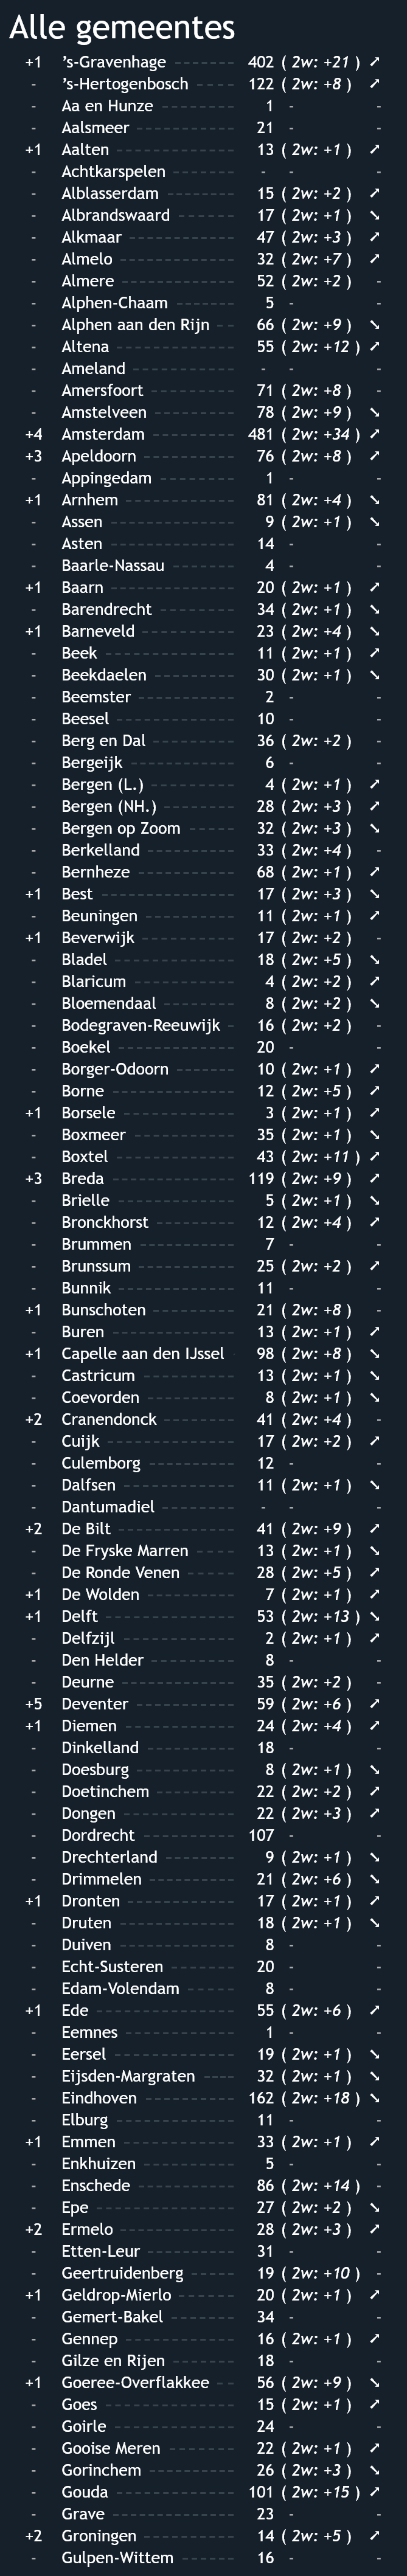 Alle gemeentes
+1 's-Gravenhage 402 ( 2w: +21 ) ➚
- 's-Hertogenbosch 122 ( 2w: +8 ) ➚
- Aa en Hunze 1 - -
- Aalsmeer 21 - -
+1 Aalten 13 ( 2w: +1 ) ➚
- Achtkarspelen - - -
- Alblasserdam 15 ( 2w: +2 ) ➚
- Albrandswaard 17 ( 2w: +1 ) ➘
- Alkmaar 47 ( 2w: +3 ) ➚
- Almelo 32 ( 2w: +7 ) ➚
- Almere 52 ( 2w: +2 ) -
- Alphen-Chaam 5 - -
- Alphen aan den Rijn 66 ( 2w: +9 ) ➘
- Altena 55 ( 2w: +12 ) ➚
- Ameland - - -
- Amersfoort 71 ( 2w: +8 ) -
- Amstelveen 78 ( 2w: +9 ) ➘
+4 Amsterdam 481 ( 2w: +34 ) ➚
+3 Apeldoorn 76 ( 2w: +8 ) ➚
- Appingedam 1 - -
+1 Arnhem 81 ( 2w: +4 ) ➘
- Assen 9 ( 2w: +1 ) ➘
- Asten 14 - -
- Baarle-Nassau 4 - -
+1 Baarn 20 ( 2w: +1 ) ➚
- Barendrecht 34 ( 2w: +1 ) ➘
+1 Barneveld 23 ( 2w: +4 ) ➘
- Beek 11 ( 2w: +1 ) ➚
- Beekdaelen 30 ( 2w: +1 ) ➘
- Beemster 2 - -
- Beesel 10 - -
- Berg en Dal 36 ( 2w: +2 ) -
- Bergeijk 6 - -
- Bergen (L.) 4 ( 2w: +1 ) ➚
- Bergen (NH.) 28 ( 2w: +3 ) ➚
- Bergen op Zoom 32 ( 2w: +3 ) ➘
- Berkelland 33 ( 2w: +4 ) -
- Bernheze 68 ( 2w: +1 ) ➚
+1 Best 17 ( 2w: +3 ) ➘
- Beuningen 11 ( 2w: +1 ) ➚
+1 Beverwijk 17 ( 2w: +2 ) -
- Bladel 18 ( 2w: +5 ) ➘
- Blaricum 4 ( 2w: +2 ) ➚
- Bloemendaal 8 ( 2w: +2 ) ➘
- Bodegraven-Reeuwijk 16 ( 2w: +2 ) -
- Boekel 20 - -
- Borger-Odoorn 10 ( 2w: +1 ) ➚
- Borne 12 ( 2w: +5 ) ➚
+1 Borsele 3 ( 2w: +1 ) ➚
- Boxmeer 35 ( 2w: +1 ) ➘
- Boxtel 43 ( 2w: +11 ) ➚
+3 Breda 119 ( 2w: +9 ) ➚
- Brielle 5 ( 2w: +1 ) ➘
- Bronckhorst 12 ( 2w: +4 ) ➚
- Brummen 7 - -
- Brunssum 25 ( 2w: +2 ) ➚
- Bunnik 11 - -
+1 Bunschoten 21 ( 2w: +8 ) -
- Buren 13 ( 2w: +1 ) ➚
+1 Capelle aan den IJssel 98 ( 2w: +8 ) ➘
- Castricum 13 ( 2w: +1 ) ➘
- Coevorden 8 ( 2w: +1 ) ➘
+2 Cranendonck 41 ( 2w: +4 ) -
- Cuijk 17 ( 2w: +2 ) ➚
- Culemborg 12 - -
- Dalfsen 11 ( 2w: +1 ) ➘
- Dantumadiel - - -
+2 De Bilt 41 ( 2w: +9 ) ➚
- De Fryske Marren 13 ( 2w: +1 ) ➘
- De Ronde Venen 28 ( 2w: +5 ) ➚
+1 De Wolden 7 ( 2w: +1 ) ➚
+1 Delft 53 ( 2w: +13 ) ➘
- Delfzijl 2 ( 2w: +1 ) ➚
- Den Helder 8 - -
- Deurne 35 ( 2w: +2 ) -
+5 Deventer 59 ( 2w: +6 ) ➚
+1 Diemen 24 ( 2w: +4 ) ➚
- Dinkelland 18 - -
- Doesburg 8 ( 2w: +1 ) ➘
- Doetinchem 22 ( 2w: +2 ) ➚
- Dongen 22 ( 2w: +3 ) ➚
- Dordrecht 107 - -
- Drechterland 9 ( 2w: +1 ) ➘
- Drimmelen 21 ( 2w: +6 ) ➘
+1 Dronten 17 ( 2w: +1 ) ➚
- Druten 18 ( 2w: +1 ) ➘
- Duiven 8 - -
- Echt-Susteren 20 - -
- Edam-Volendam 8 - -
+1 Ede 55 ( 2w: +6 ) ➚
- Eemnes 1 - -
- Eersel 19 ( 2w: +1 ) ➘
- Eijsden-Margraten 32 ( 2w: +1 ) ➘
- Eindhoven 162 ( 2w: +18 ) ➘
- Elburg 11 - -
+1 Emmen 33 ( 2w: +1 ) ➚
- Enkhuizen 5 - -
- Enschede 86 ( 2w: +14 ) -
- Epe 27 ( 2w: +2 ) ➘
+2 Ermelo 28 ( 2w: +3 ) ➚
- Etten-Leur 31 - -
- Geertruidenberg 19 ( 2w: +10 ) -
+1 Geldrop-Mierlo 20 ( 2w: +1 ) ➚
- Gemert-Bakel 34 - -
- Gennep 16 ( 2w: +1 ) ➚
- Gilze en Rijen 18 - -
+1 Goeree-Overflakkee 56 ( 2w: +9 ) ➘
- Goes 15 ( 2w: +1 ) ➚
- Goirle 24 - -
- Gooise Meren 22 ( 2w: +1 ) ➚
- Gorinchem 26 ( 2w: +3 ) ➘
- Gouda 101 ( 2w: +15 ) ➚
- Grave 23 - -
+2 Groningen 14 ( 2w: +5 ) ➚
- Gulpen-Wittem 16 - -